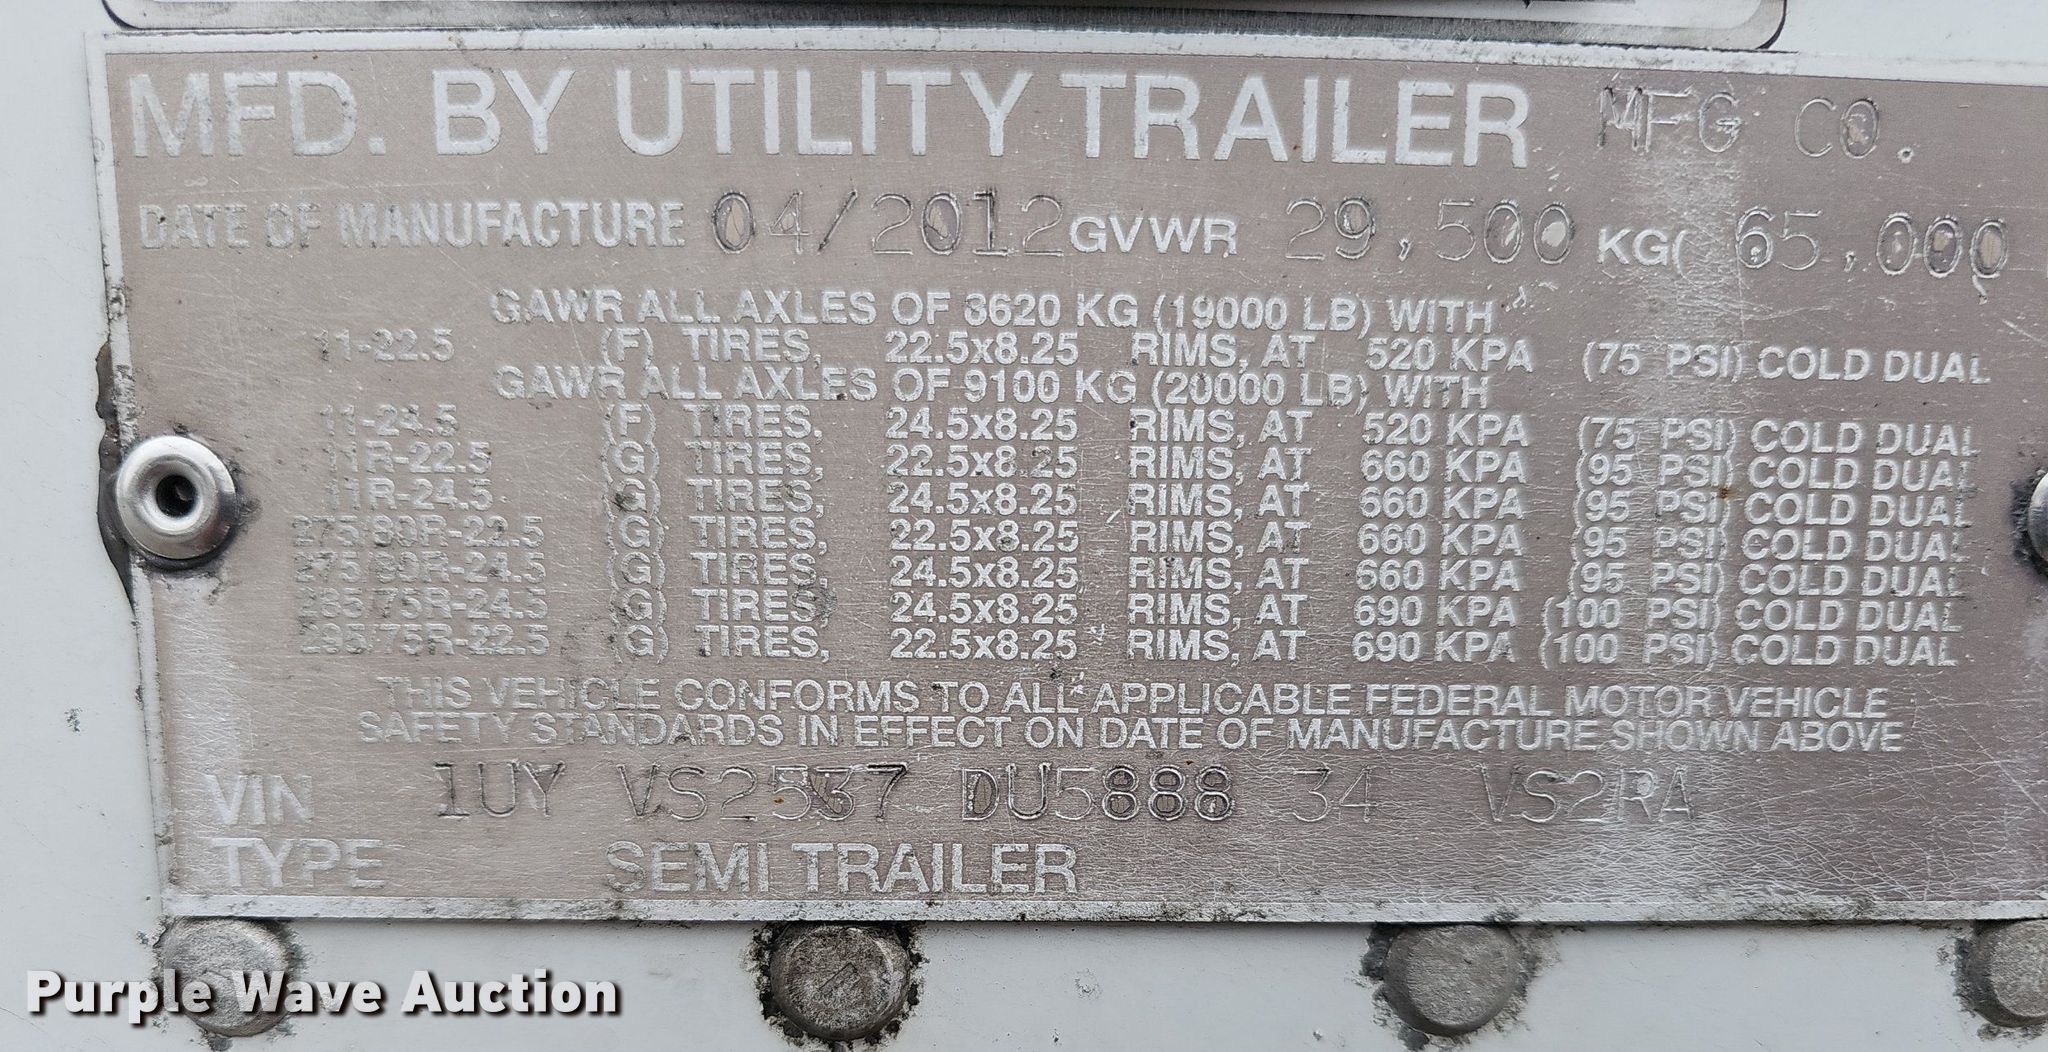 MFD. BY UTILITY TRAILER MFG CO.
DATE OF MANUFACTURE 04/2012 GVWR 29,500 KG( 65,000
GAWR ALL AXLES OF 8620 KG (19000 LB) WITH
11-22.5 (F) TIRES, 22.5x8.25 RIMS, AT 520 KPA (75 PSI) COLD DUAL
GAWR ALL AXLES OF 9100 KG (20000 LB) WITH
11-24.5 (F) TIRES, 24.5x8.25 RIMS, AT 520 KPA (75 PSI) COLD DUAL
11R-22.5 (G) TIRES, 22.5x8.25 RIMS, AT 660 KPA (95 PSI) COLD DUAL
11R-24.5 (G) TIRES, 24.5x8.25 RIMS, AT 660 KPA (95 PSI) COLD DUAL
275/80R-22.5 (G) TIRES, 22.5x8.25 RIMS, AT 660 KPA (95 PSI) COLD DUAL
275/80R-24.5 (G) TIRES, 24.5x8.25 RIMS, AT 660 KPA (95 PSI) COLD DUAL
285/75R-24.5 (G) TIRES, 24.5x8.25 RIMS, AT 690 KPA (100 PSI) COLD DUAL
295/75R-22.5 (G) TIRES, 22.5x8.25 RIMS, AT 690 KPA (100 PSI) COLD DUAL
THIS VEHICLE CONFORMS TO ALL APPLICABLE FEDERAL MOTOR VEHICLE
SAFETY STANDARDS IN EFFECT ON DATE OF MANUFACTURE SHOWN ABOVE
VIN 1UY VS2537 DU5888 34 VS2RA
TYPE SEMI TRAILER
Purple Wave Auction